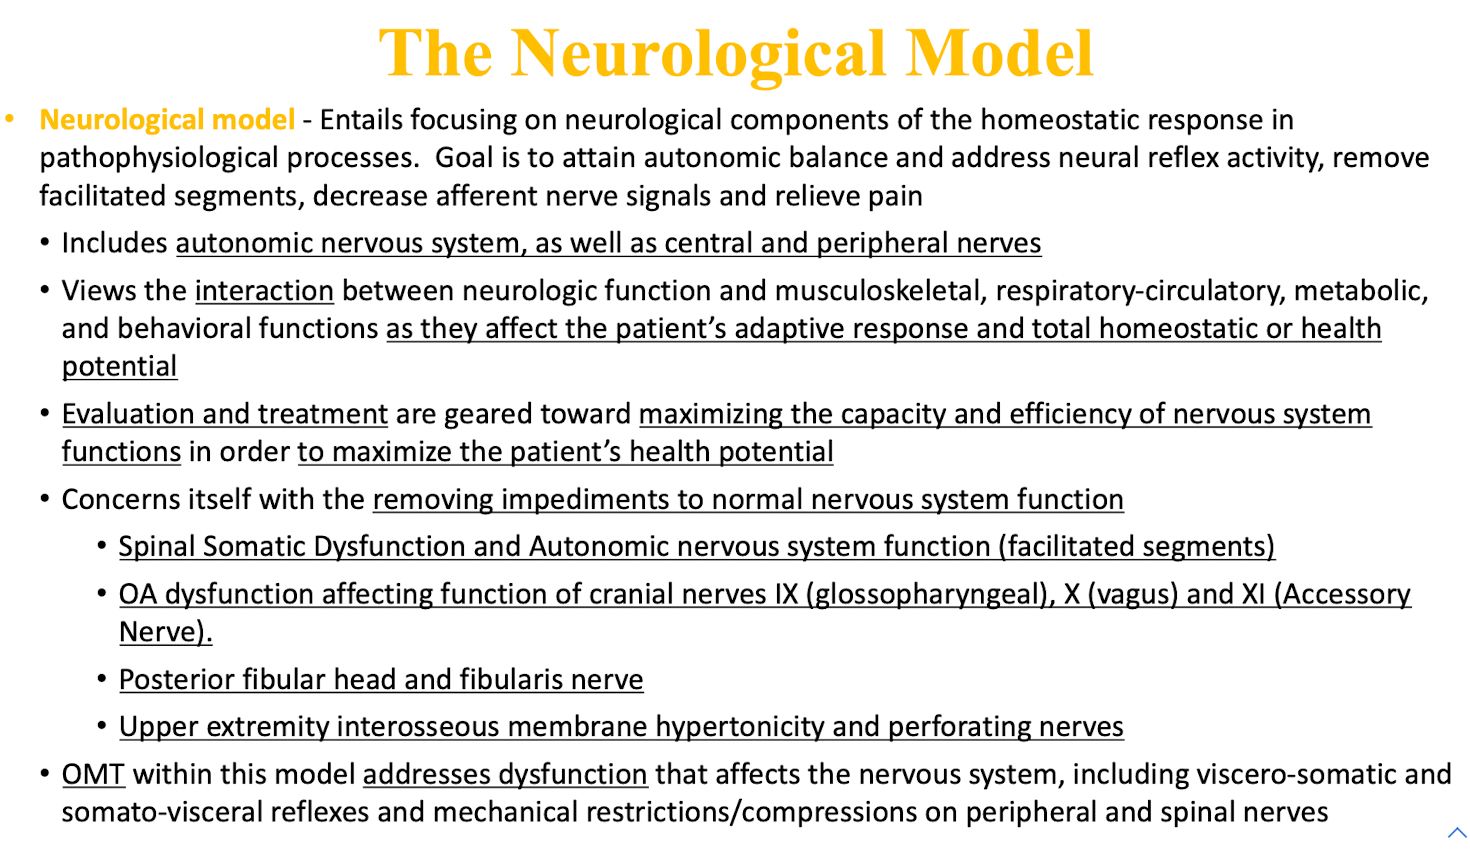 The Neurological Model
• Neurological model - Entails focusing on neurological components of the homeostatic response in
pathophysiological processes.  Goal is to attain autonomic balance and address neural reflex activity, remove
facilitated segments, decrease afferent nerve signals and relieve pain
• Includes autonomic nervous system, as well as central and peripheral nerves
• Views the interaction between neurologic function and musculoskeletal, respiratory-circulatory, metabolic,
and behavioral functions as they affect the patient’s adaptive response and total homeostatic or health
potential
• Evaluation and treatment are geared toward maximizing the capacity and efficiency of nervous system
functions in order to maximize the patient’s health potential
• Concerns itself with the removing impediments to normal nervous system function
• Spinal Somatic Dysfunction and Autonomic nervous system function (facilitated segments)
• OA dysfunction affecting function of cranial nerves IX (glossopharyngeal), X (vagus) and XI (Accessory
Nerve).
• Posterior fibular head and fibularis nerve
• Upper extremity interosseous membrane hypertonicity and perforating nerves
• OMT within this model addresses dysfunction that affects the nervous system, including viscero-somatic and
somato-visceral reflexes and mechanical restrictions/compressions on peripheral and spinal nerves